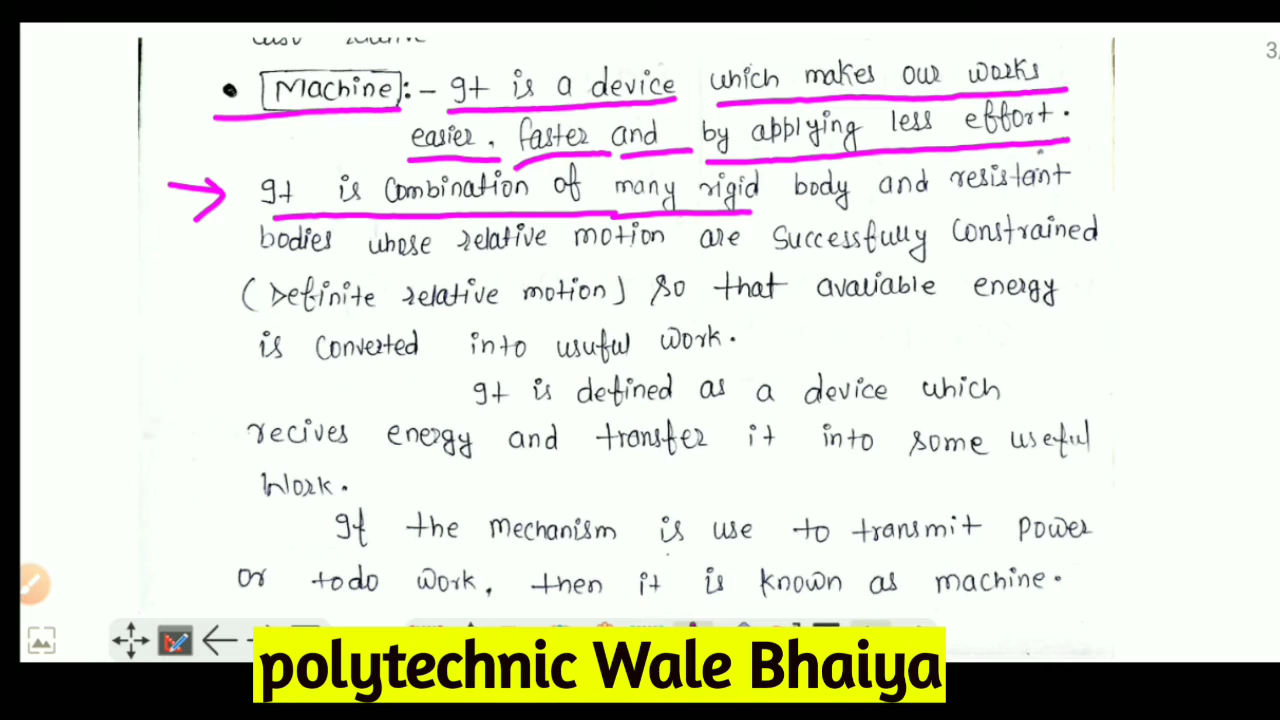 • Machine :- It is a device which makes our works
easier, faster and by applying less effort.
It is combination of many rigid body and resistant
bodies whose relative motion are successfully constrained
(Definite relative motion) so that avaliable energy
is converted into usuful work.
It is defined as a device which
recives energy and transfer it into some useful
work.
If the mechanism is use to transmit power
or todo work, then it is known as machine.
polytechnic Wale Bhaiya